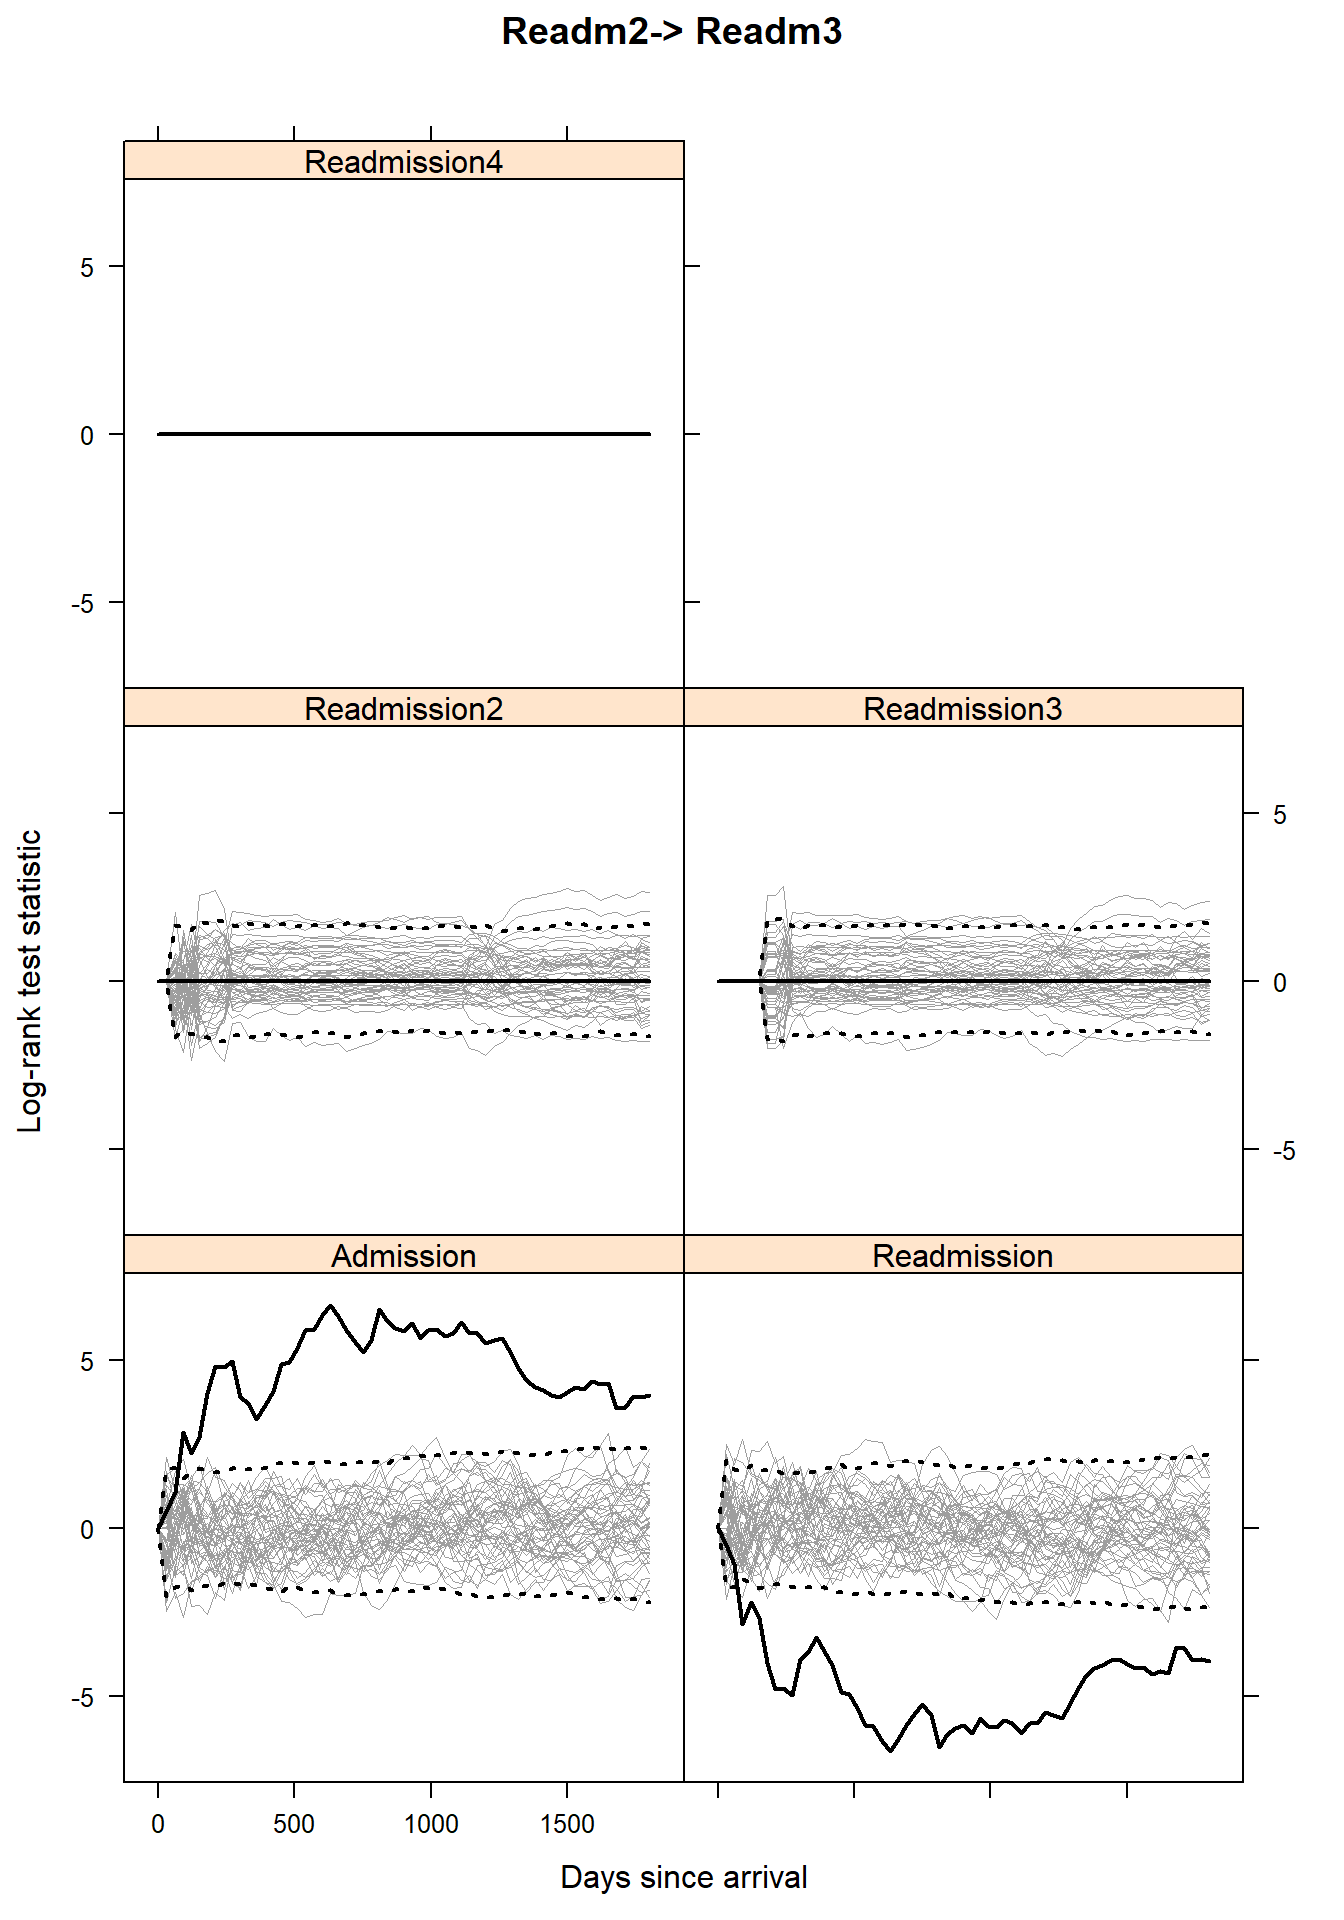 Readm2-> Readm3
Readmission4
5
0
-5
Readmission2
Readmission3
5
0
-5
Log-rank test statistic
Admission
Readmission
5
0
-5
0 500 1000 1500
Days since arrival